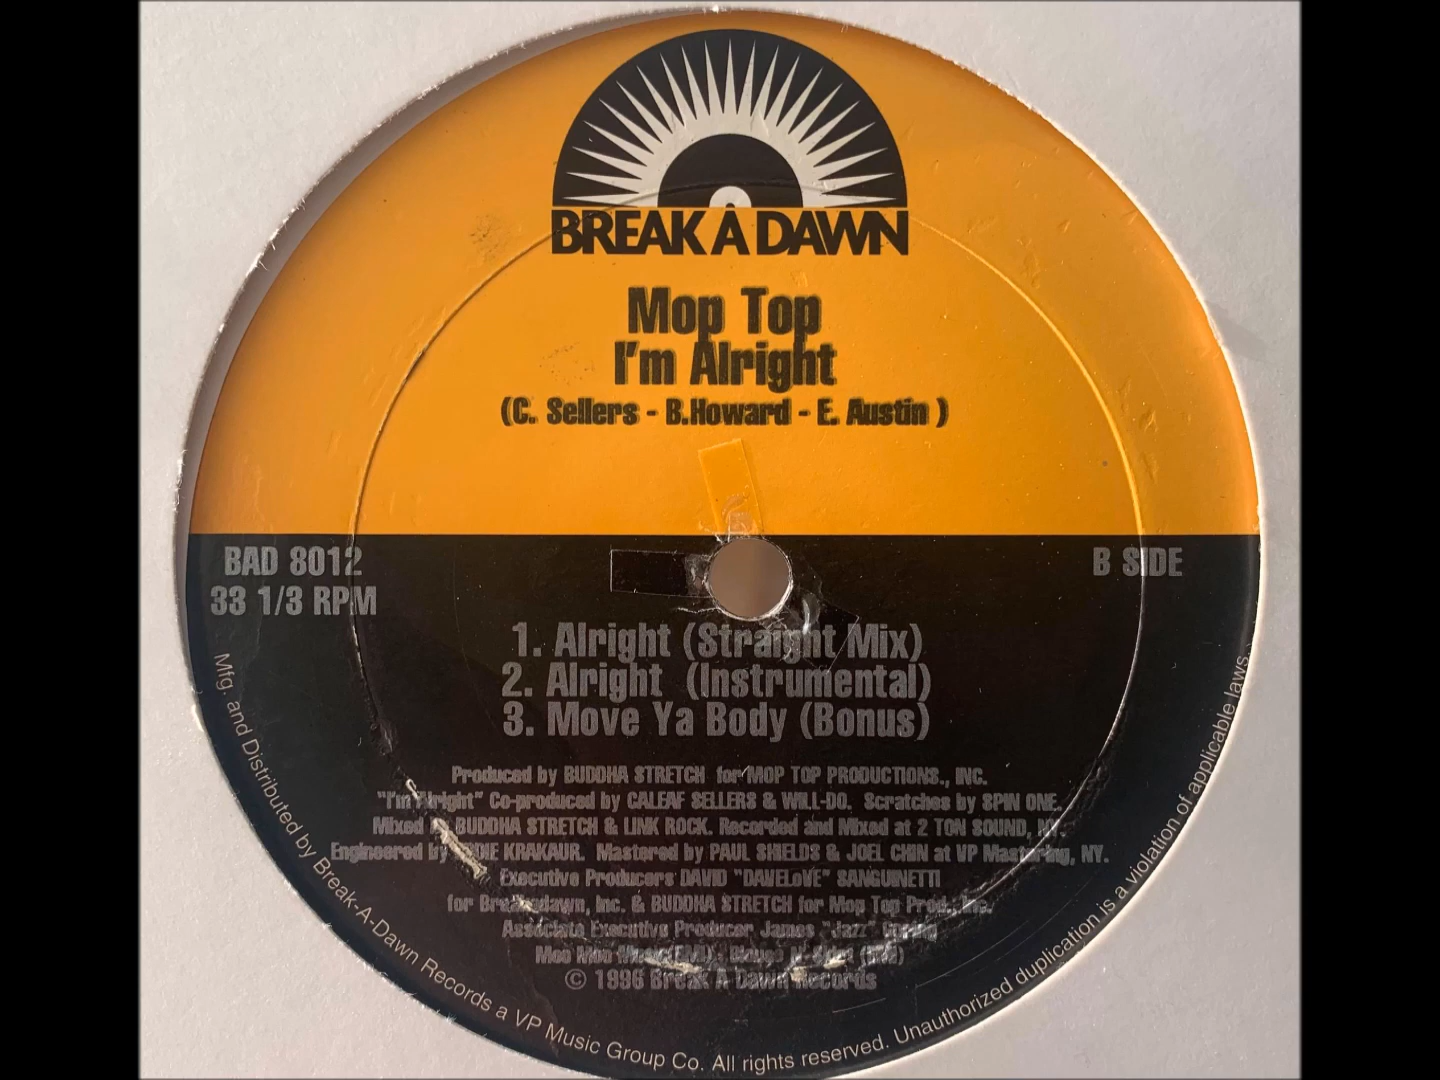 BREAK A DAWN
Mop Top
I'm Alright
(C. Sellers - B.Howard - E. Austin )
BAD 8012
33 1/3 RPM
B SIDE
1. Alright (Straight Mix)
2. Alright (Instrumental)
3. Move Ya Body (Bonus)
Produced by BUDDHA STRETCH for MOP TOP PRODUCTIONS., INC.
"I'm Alright" Co-produced by CALEAF SELLERS & WILL-DO. Scratches by SPIN ONE.
Mixed BUDDHA STRETCH & LINK ROCK. Recorded and Mixed at 2 TON SOUND, NY.
Engineered by KRAKAUR. Mastered by PAUL SHIELDS & JOEL CHIN at VP Mastering, NY.
Executive Producers DAVID "DAVELoVE" SANGUINETTI
for Breakadawn, Inc. & BUDDHA STRETCH for Mop Top Prod., Inc.
Associate Executive Producer James "Jazz"
© 1996 Break A Dawn Records
Mfg. and Distributed by Break-A-Dawn Records a VP Music Group Co. All rights reserved. Unauthorized duplication is a violation of applicable laws.